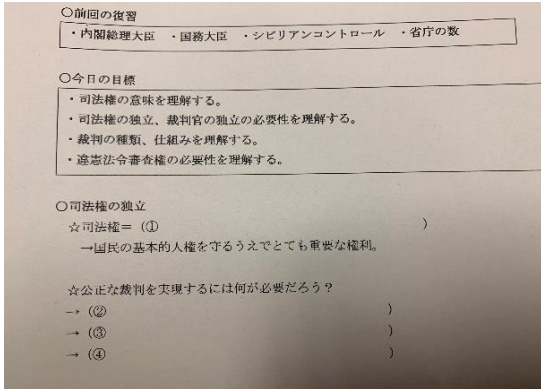 ○前回の復習
・内閣総理大臣　・国務大臣　・シビリアンコントロール　・省庁の数
○今日の目標
・司法権の意味を理解する。
・司法権の独立、裁判官の独立の必要性を理解する。
・裁判の種類、仕組みを理解する。
・違憲法令審査権の必要性を理解する。
○司法権の独立
☆司法権＝（①　　　　　　　　　　　　　　　　）
→国民の基本的人権を守るうえでとても重要な権利。
☆公正な裁判を実現するには何が必要だろう？
→（②　　　　　　　　　　　　　　　　）
→（③　　　　　　　　　　　　　　　　）
→（④　　　　　　　　　　　　　　　　）